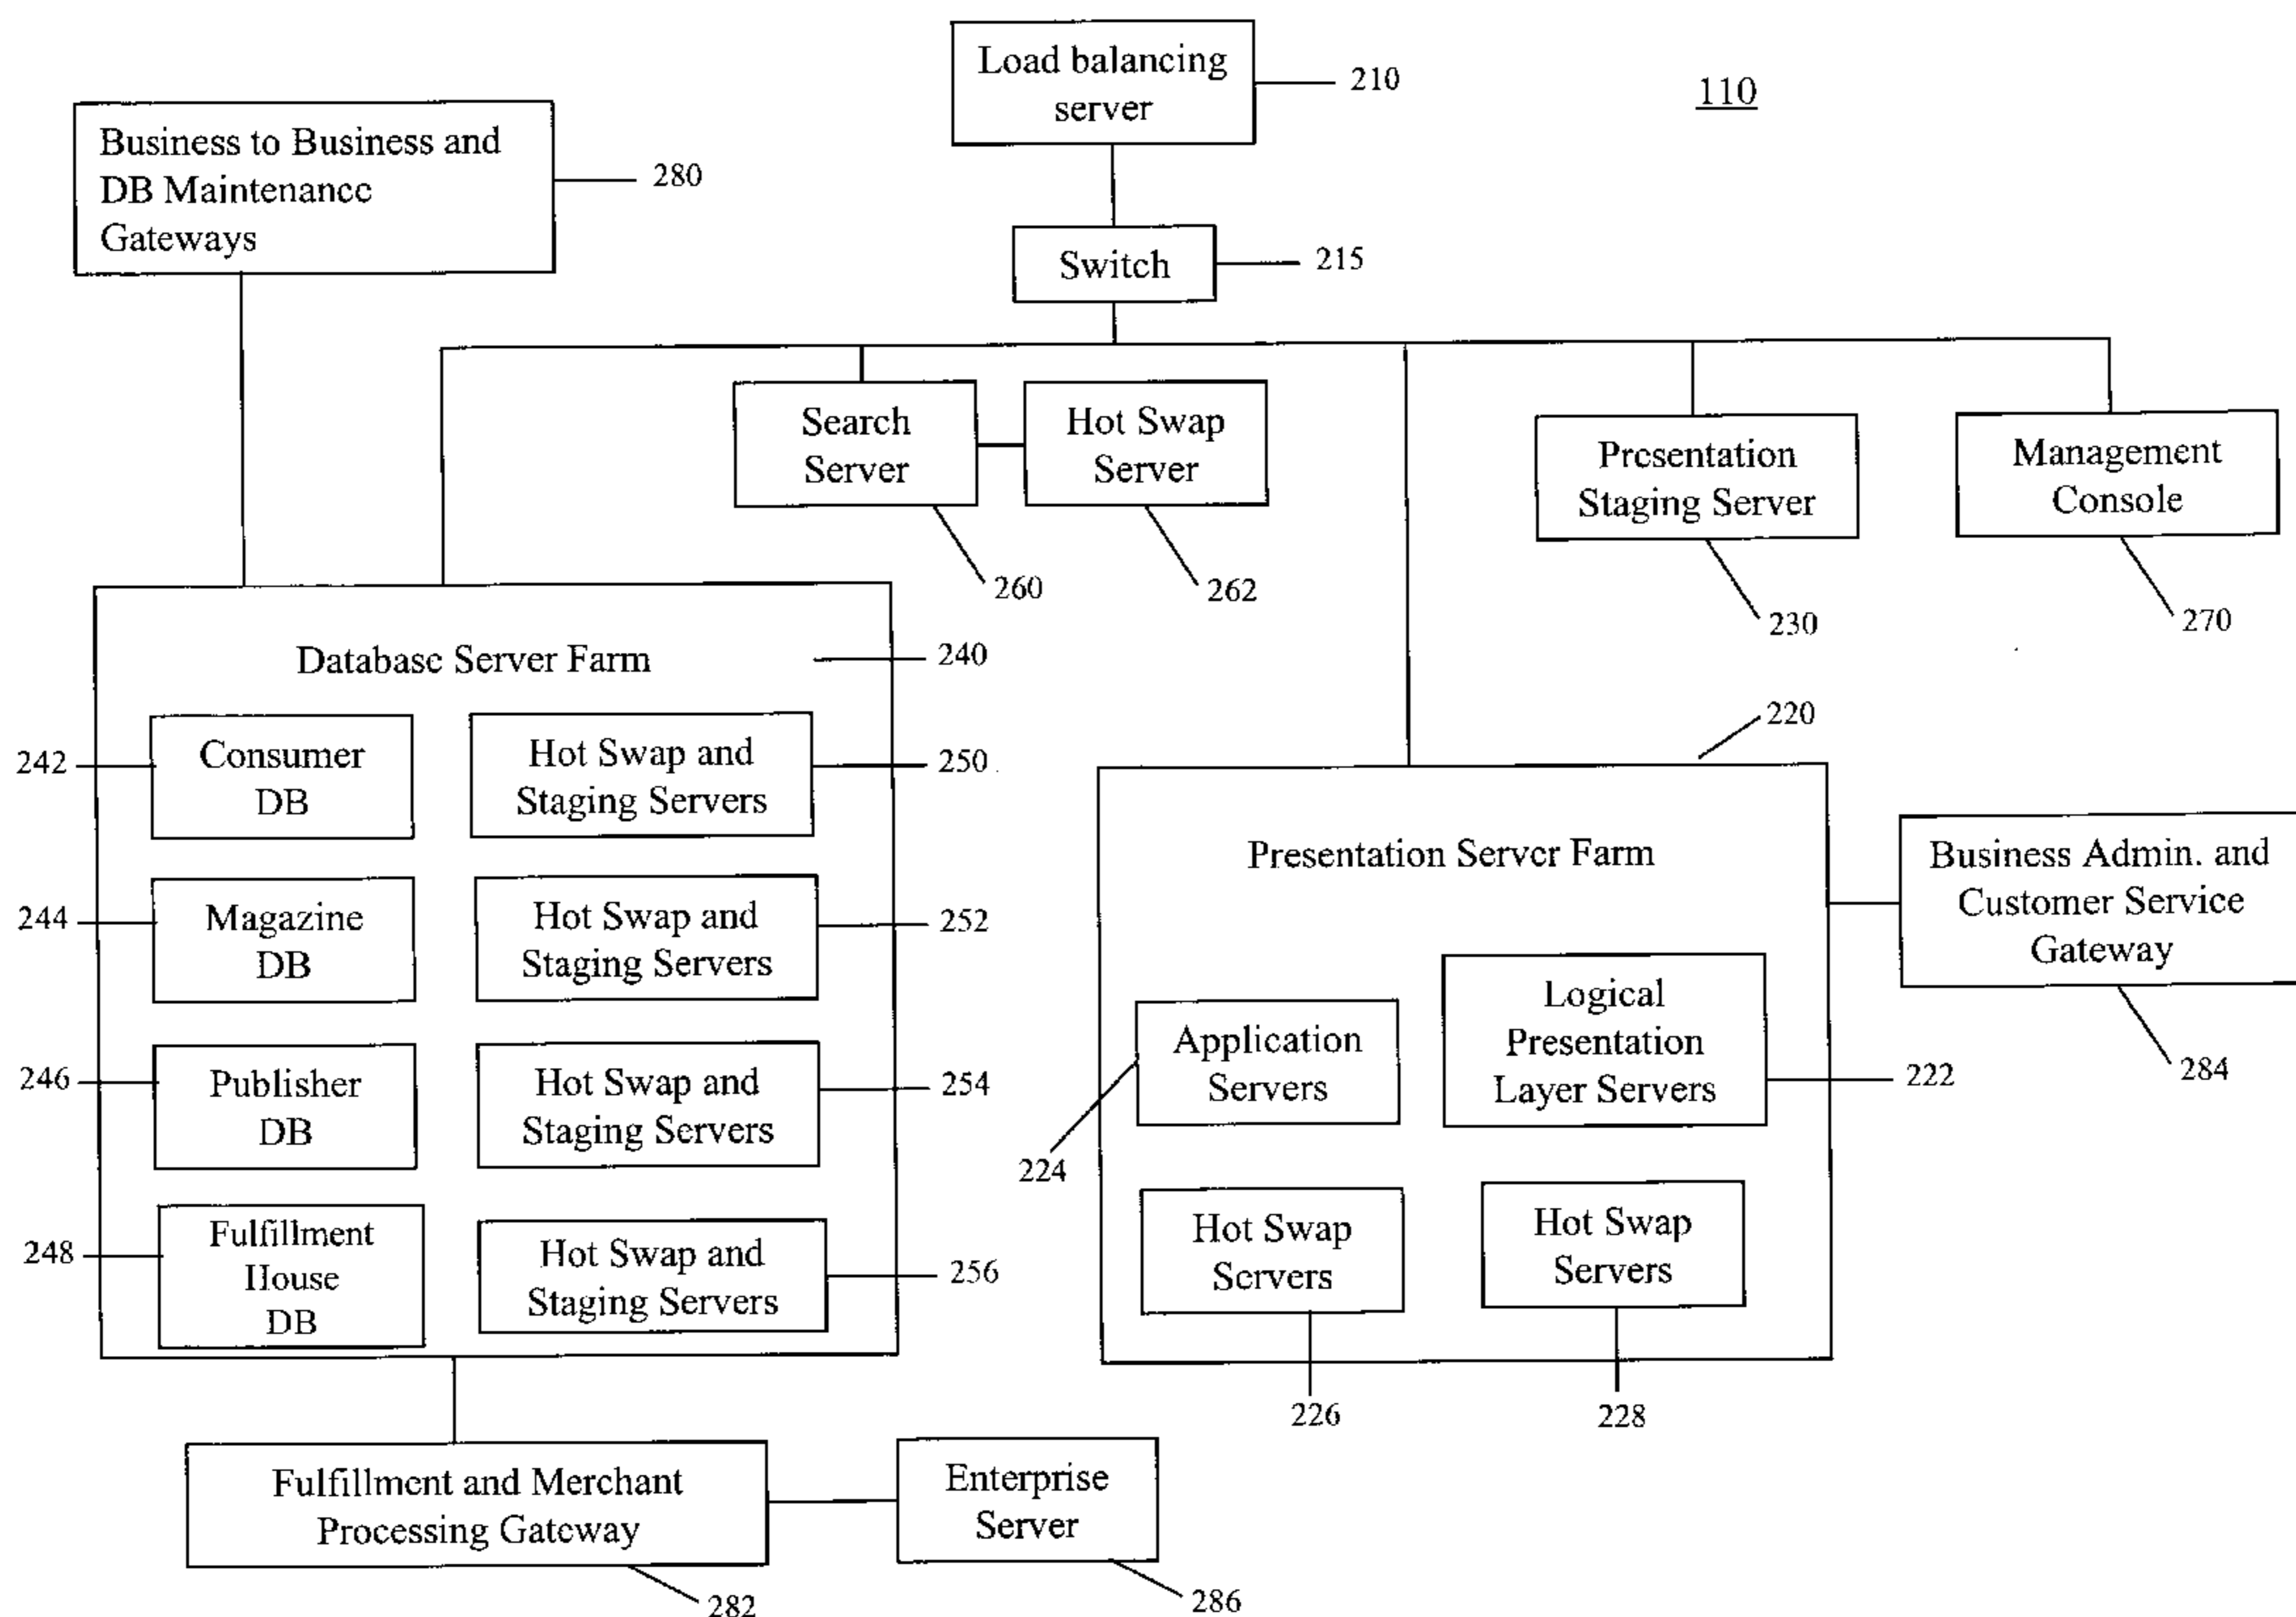 Load balancing
server
210
110
Business to Business and
DB Maintenance
Gateways
280
Switch
215
Search
Server
Hot Swap
Server
Presentation
Staging Server
Management
Console
260
262
230
270
Database Server Farm
240
242
Consumer
DB
Hot Swap and
Staging Servers
250
244
Magazine
DB
Hot Swap and
Staging Servers
252
246
Publisher
DB
Hot Swap and
Staging Servers
254
248
Fulfillment
House
DB
Hot Swap and
Staging Servers
256
220
Presentation Server Farm
Business Admin. and
Customer Service
Gateway
284
Application
Servers
224
Logical
Presentation
Layer Servers
222
Hot Swap
Servers
226
Hot Swap
Servers
228
Fulfillment and Merchant
Processing Gateway
282
Enterprise
Server
286